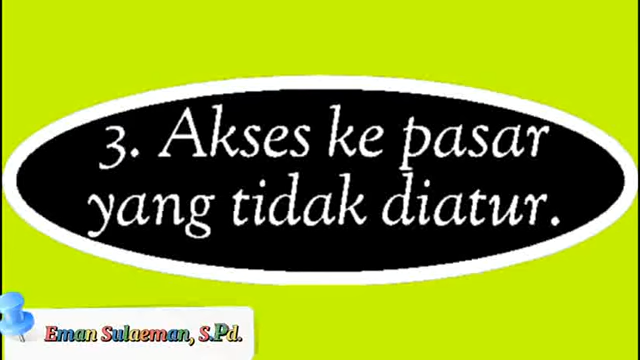 3. Akses ke pasar
yang tidak diatur.
Eman Sulaeman, S.Pd.